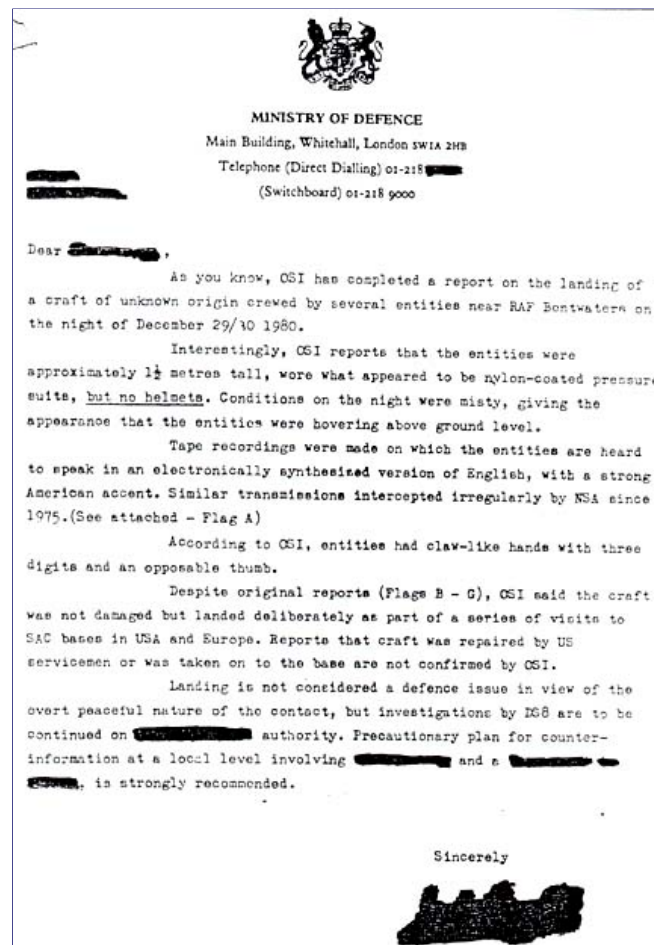 MINISTRY OF DEFENCE
Main Building, Whitehall, London SW1A 2HB
Telephone (Direct Dialling) 01-218
(Switchboard) 01-218 9000
Dear ,
As you know, OSI has completed a report on the landing of
a craft of unknown origin crewed by several entities near RAF Bentwaters on
the night of December 29/30 1980.
Interestingly, OSI reports that the entities were
approximately 1½ metres tall, wore what appeared to be nylon-coated pressure
suits, but no helmets. Conditions on the night were misty, giving the
appearance that the entities were hovering above ground level.
Tape recordings were made on which the entities are heard
to speak in an electronically synthesized version of English, with a strong
American accent. Similar transmissions intercepted irregularly by NSA since
1975.(See attached - Flag A)
According to OSI, entities had claw-like hands with three
digits and an opposable thumb.
Despite original reports (Flags B - G), OSI said the craft
was not damaged but landed deliberately as part of a series of visits to
SAC bases in USA and Europe. Reports that craft was repaired by US
servicemen or was taken on to the base are not confirmed by OSI.
Landing is not considered a defence issue in view of the
overt peaceful nature of the contact, but investigations by DS8 are to be
continued on authority. Precautionary plan for counter-
information at a local level involving and a
, is strongly recommended.
Sincerely